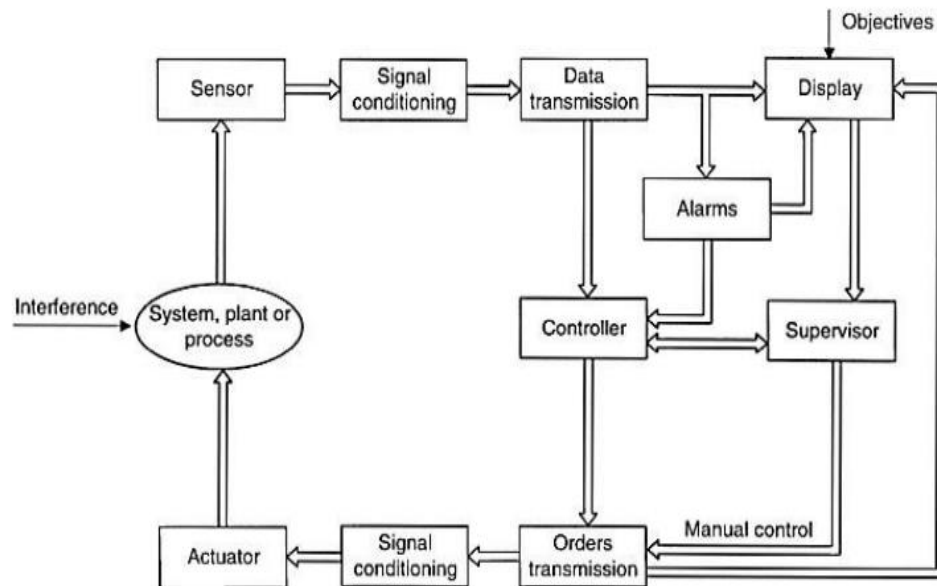 Objectives
Sensor
Signal
conditioning
Data
transmission
Display
Alarms
Interference
System, plant or
process
Controller
Supervisor
Manual control
Actuator
Signal
conditioning
Orders
transmission